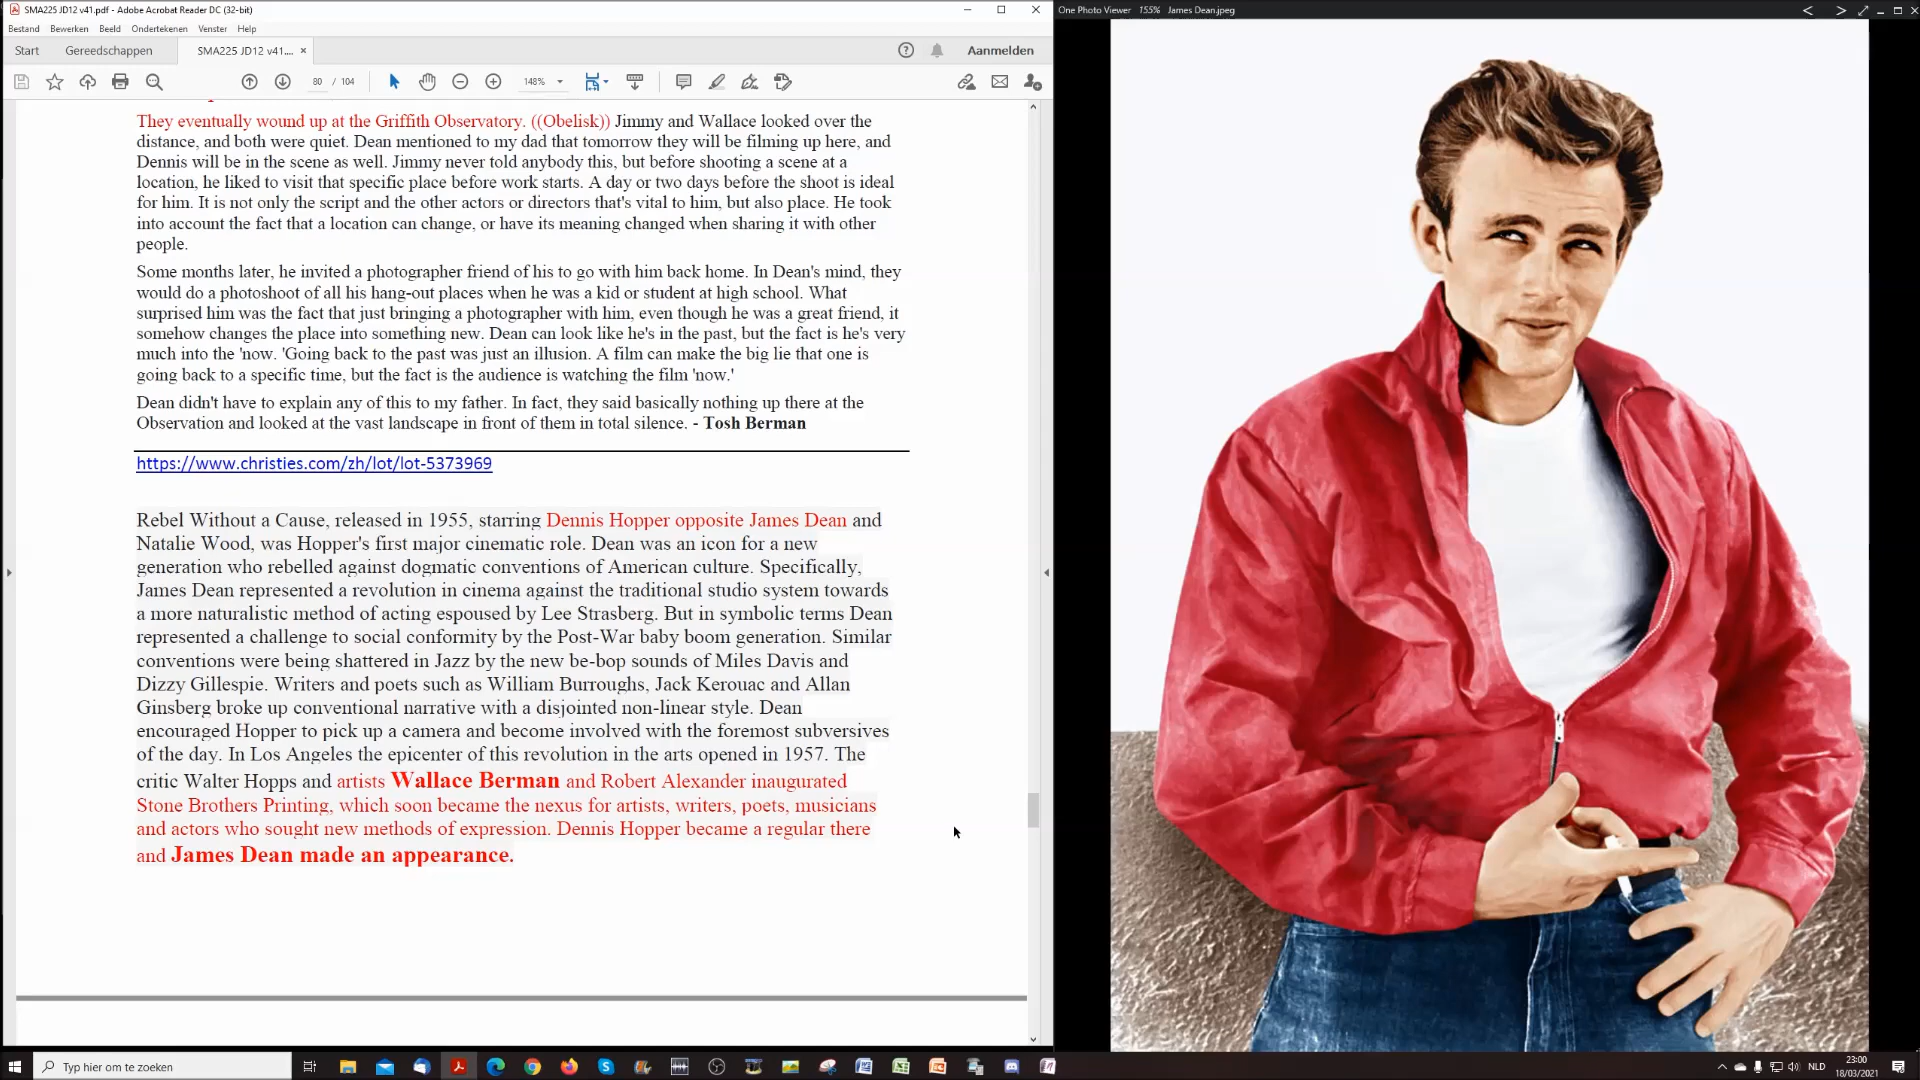 SMA225 JD12 v41.pdf - Adobe Acrobat Reader DC (32-bit)
Bestand Bewerken Beeld Ondertekenen Venster Help
Start Gereedschappen SMA225 JD12 v41.... × Aanmelden
80 / 104 148%
They eventually wound up at the Griffith Observatory. ((Obelisk)) Jimmy and Wallace looked over the
distance, and both were quiet. Dean mentioned to my dad that tomorrow they will be filming up here, and
Dennis will be in the scene as well. Jimmy never told anybody this, but before shooting a scene at a
location, he liked to visit that specific place before work starts. A day or two days before the shoot is ideal
for him. It is not only the script and the other actors or directors that's vital to him, but also place. He took
into account the fact that a location can change, or have its meaning changed when sharing it with other
people.
Some months later, he invited a photographer friend of his to go with him back home. In Dean's mind, they
would do a photoshoot of all his hang-out places when he was a kid or student at high school. What
surprised him was the fact that just bringing a photographer with him, even though he was a great friend, it
somehow changes the place into something new. Dean can look like he's in the past, but the fact is he's very
much into the 'now. 'Going back to the past was just an illusion. A film can make the big lie that one is
going back to a specific time, but the fact is the audience is watching the film 'now.'
Dean didn't have to explain any of this to my father. In fact, they said basically nothing up there at the
Observation and looked at the vast landscape in front of them in total silence. - Tosh Berman
https://www.christies.com/zh/lot/lot-5373969
Rebel Without a Cause, released in 1955, starring Dennis Hopper opposite James Dean and
Natalie Wood, was Hopper's first major cinematic role. Dean was an icon for a new
generation who rebelled against dogmatic conventions of American culture. Specifically,
James Dean represented a revolution in cinema against the traditional studio system towards
a more naturalistic method of acting espoused by Lee Strasberg. But in symbolic terms Dean
represented a challenge to social conformity by the Post-War baby boom generation. Similar
conventions were being shattered in Jazz by the new be-bop sounds of Miles Davis and
Dizzy Gillespie. Writers and poets such as William Burroughs, Jack Kerouac and Allan
Ginsberg broke up conventional narrative with a disjointed non-linear style. Dean
encouraged Hopper to pick up a camera and become involved with the foremost subversives
of the day. In Los Angeles the epicenter of this revolution in the arts opened in 1957. The
critic Walter Hopps and artists Wallace Berman and Robert Alexander inaugurated
Stone Brothers Printing, which soon became the nexus for artists, writers, poets, musicians
and actors who sought new methods of expression. Dennis Hopper became a regular there
and James Dean made an appearance.
One Photo Viewer 155% James Dean.jpeg
Typ hier om te zoeken
NLD
23:00
18/03/2021